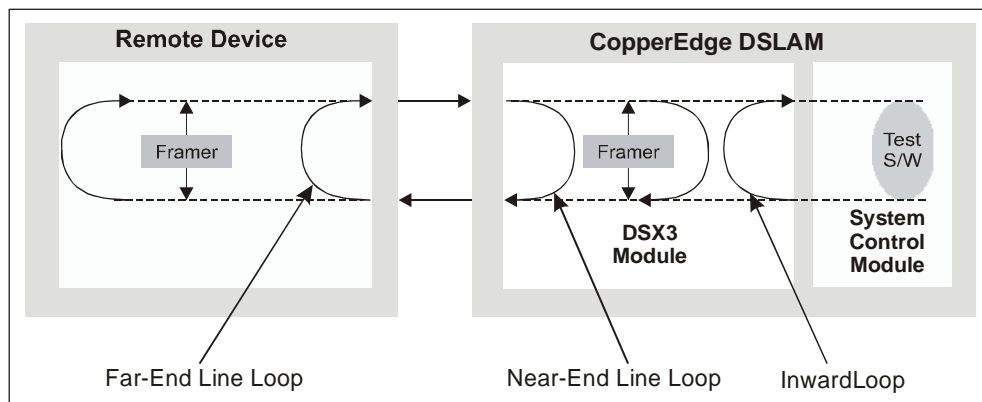 Remote Device
CopperEdge DSLAM
Framer
Framer
Test
S/W
DSX3
Module
System
Control
Module
Far-End Line Loop
Near-End Line Loop
InwardLoop